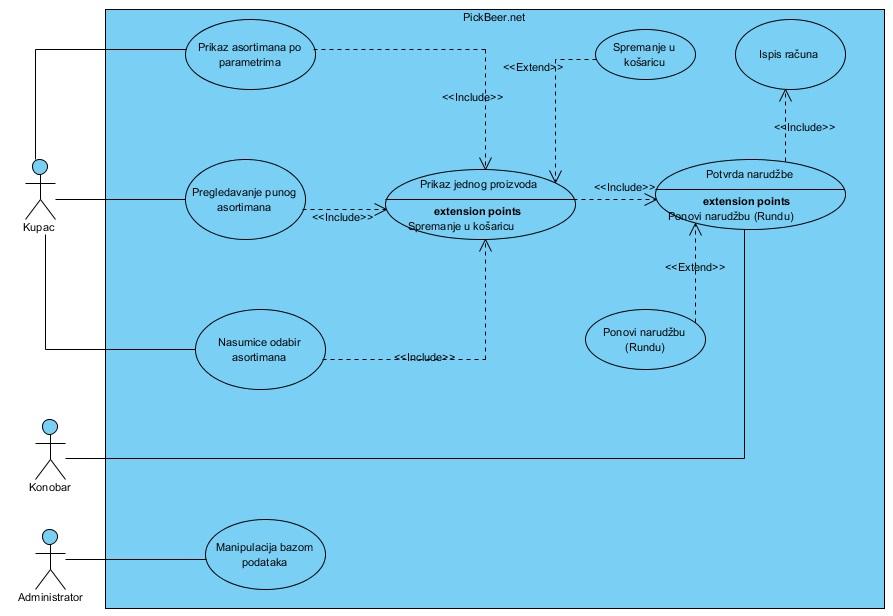 PickBeer.net
Prikaz asortimana po
parametrima
<<Include>>
<<Extend>>
Spremanje u
košaricu
Ispis računa
<<Include>>
Kupac
Pregledavanje punog
asortimana
<<Include>>
Prikaz jednog proizvoda
extension points
Spremanje u košaricu
<<Include>>
Potvrda narudžbe
extension points
Ponovi narudžbu (Rundu)
<<Extend>>
Nasumice odabir
asortimana
<<Include>>
Ponovi narudžbu
(Rundu)
Konobar
Manipulacija bazom
podataka
Administrator